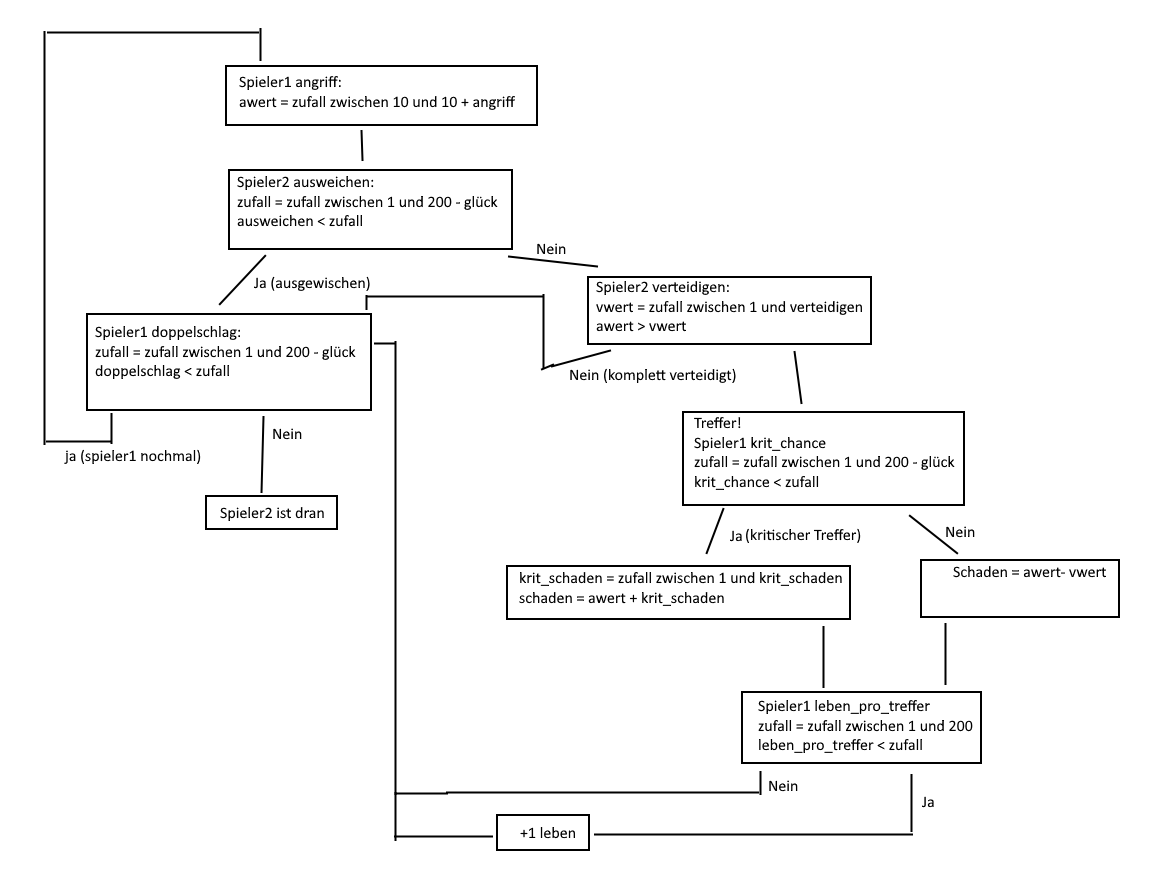 Spieler1 angriff:
awert = zufall zwischen 10 und 10 + angriff
Spieler2 ausweichen:
zufall = zufall zwischen 1 und 200 - glück
ausweichen < zufall
Nein
Ja (ausgewischen)
Spieler2 verteidigen:
vwert = zufall zwischen 1 und verteidigen
awert > vwert
Spieler1 doppelschlag:
zufall = zufall zwischen 1 und 200 - glück
doppelschlag < zufall
Nein (komplett verteidigt)
Nein
ja (spieler1 nochmal)
Spieler2 ist dran
Treffer!
Spieler1 krit_chance
zufall = zufall zwischen 1 und 200 - glück
krit_chance < zufall
Ja (kritischer Treffer)
Nein
krit_schaden = zufall zwischen 1 und krit_schaden
schaden = awert + krit_schaden
Schaden = awert- vwert
Spieler1 leben_pro_treffer
zufall = zufall zwischen 1 und 200
leben_pro_treffer < zufall
Nein
Ja
+1 leben